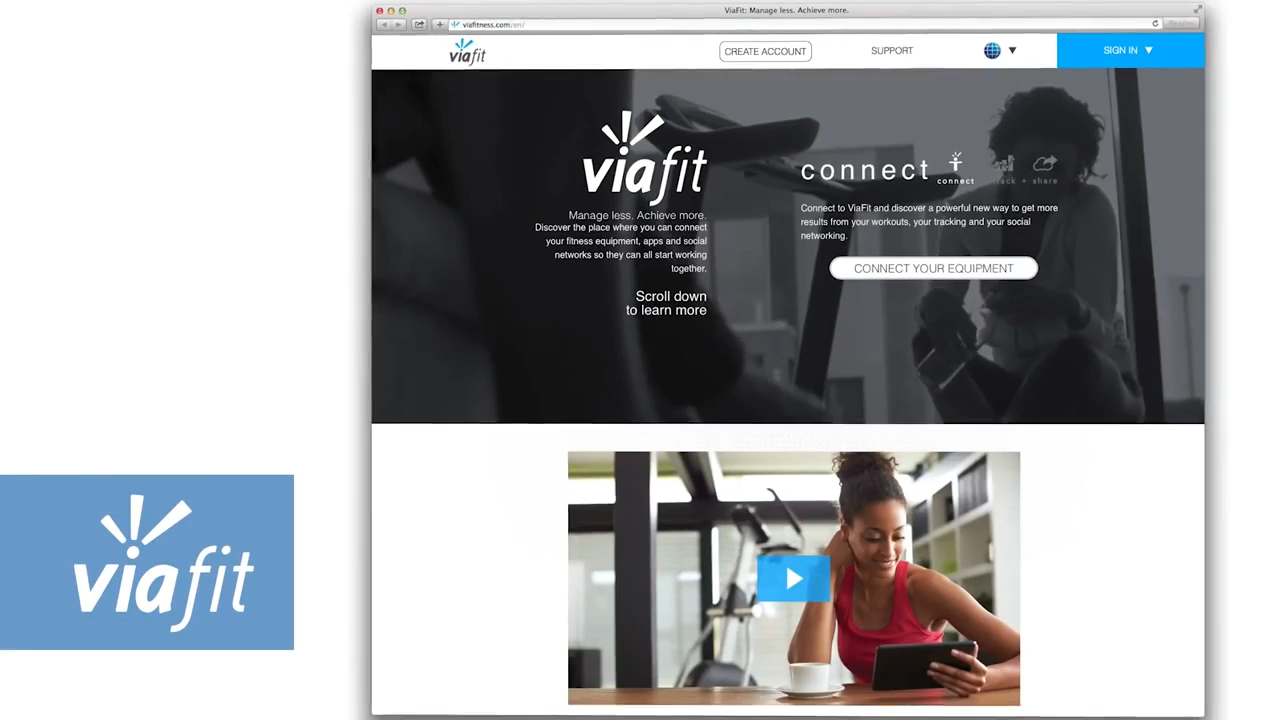 ViaFit: Manage less. Achieve more.
viafitness.com/en/
viafit
CREATE ACCOUNT
SUPPORT
SIGN IN
viafit
Manage less. Achieve more.
Discover the place where you can connect
your fitness equipment, apps and social
networks so they can all start working
together.
Scroll down
to learn more
connect
connect
track + share
Connect to ViaFit and discover a powerful new way to get more
results from your workouts, your tracking and your social
networking.
CONNECT YOUR EQUIPMENT
viafit